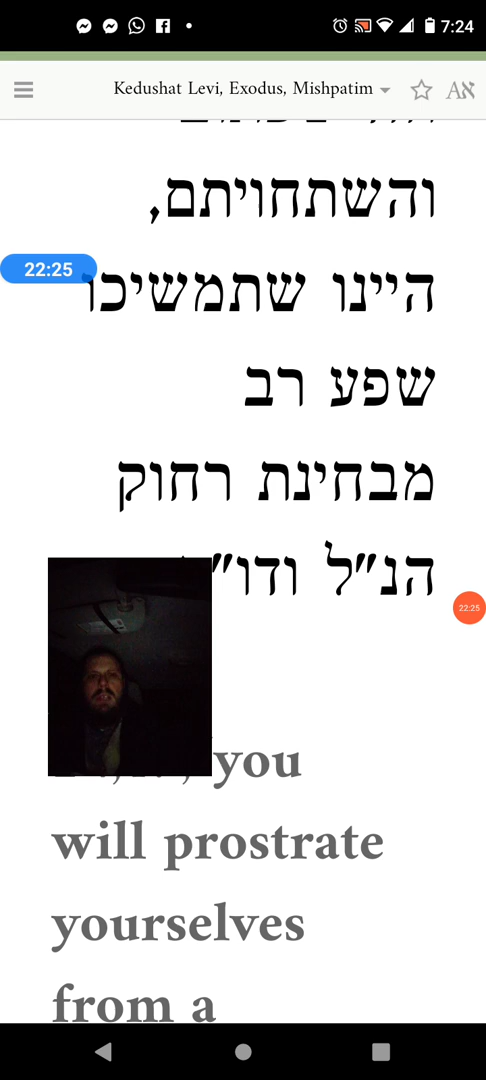 7:24
Kedushat Levi, Exodus, Mishpatim
Aא
והשתחויתם,
22:25
היינו שתמשיכו
שפע רב
מבחינת רחוק
הנ"ל
22:25
you
will prostrate
yourselves
from a